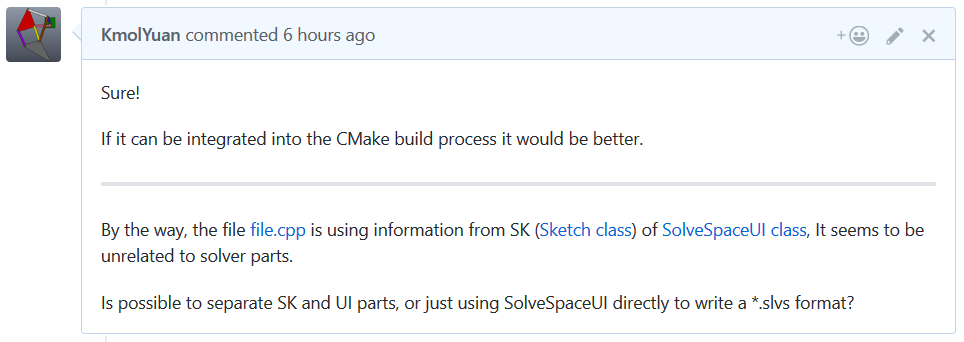 KmolYuan commented 6 hours ago
Sure!
If it can be integrated into the CMake build process it would be better.
By the way, the file file.cpp is using information from SK (Sketch class) of SolveSpaceUI class, It seems to be
unrelated to solver parts.
Is possible to separate SK and UI parts, or just using SolveSpaceUI directly to write a *.slvs format?